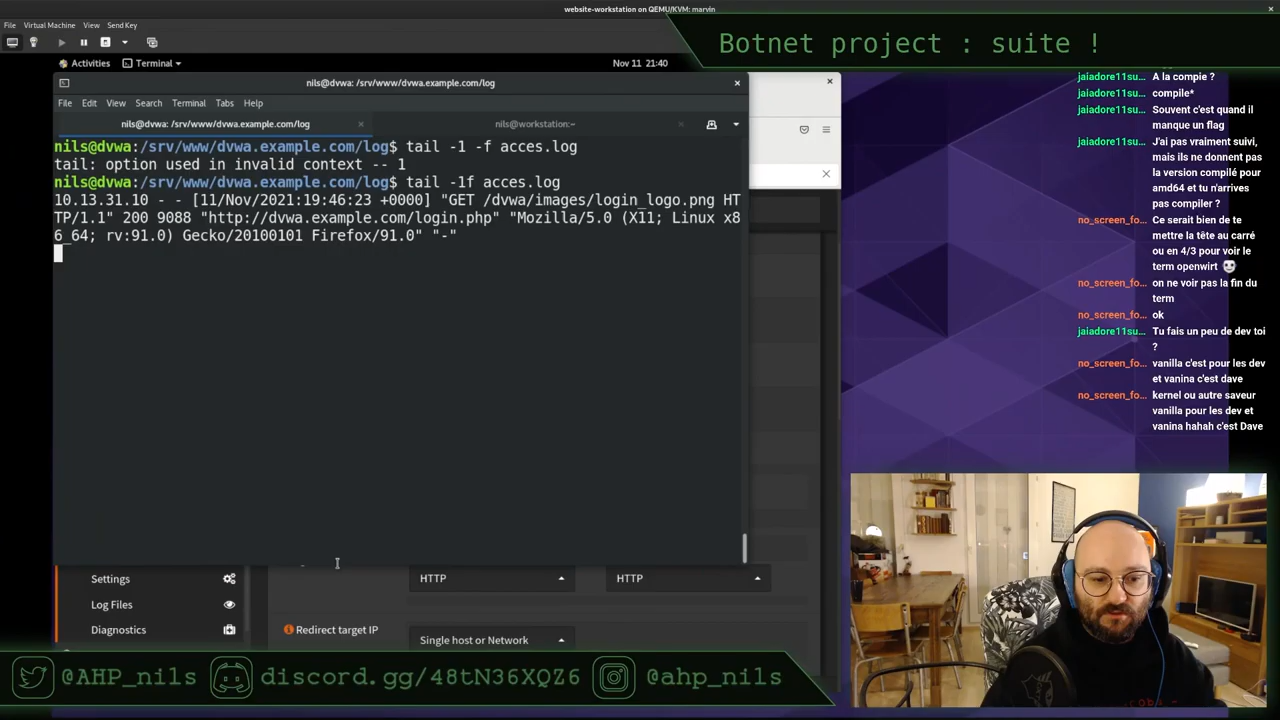 website-workstation on QEMU/KVM: marvin
File Virtual Machine View Send Key
Botnet project : suite !
Activities Terminal Nov 11 21:40
nils@dvwa: /srv/www/dvwa.example.com/log
File Edit View Search Terminal Tabs Help
nils@dvwa: /srv/www/dvwa.example.com/log nils@workstation:~
nils@dvwa:/srv/www/dvwa.example.com/log$ tail -1 -f acces.log
tail: option used in invalid context -- 1
nils@dvwa:/srv/www/dvwa.example.com/log$ tail -1f acces.log
10.13.31.10 - - [11/Nov/2021:19:46:23 +0000] "GET /dvwa/images/login_logo.png HT
TP/1.1" 200 9088 "http://dvwa.example.com/login.php" "Mozilla/5.0 (X11; Linux x8
6_64; rv:91.0) Gecko/20100101 Firefox/91.0" "-"
Settings
Log Files
Diagnostics
HTTP HTTP
Redirect target IP Single host or Network
jaiadore11su... A la compie ?
jaiadore11su... compile*
jaiadore11su... Souvent c'est quand il
manque un flag
jaiadore11su... J'ai pas vraiment suivi,
mais ils ne donnent pas
la version compilé pour
amd64 et tu n'arrives
pas compiler ?
no_screen_fo... Ce serait bien de te
mettre la tête au carré
ou en 4/3 pour voir le
term openwirt
no_screen_fo... on ne voir pas la fin du
term
no_screen_fo... ok
jaiadore11su... Tu fais un peu de dev toi
?
no_screen_fo... vanilla c'est pour les dev
et vanina c'est dave
no_screen_fo... kernel ou autre saveur
vanilla pour les dev et
vanina hahah c'est Dave
@AHP_nils discord.gg/48tN36XQZ6 @ahp_nils